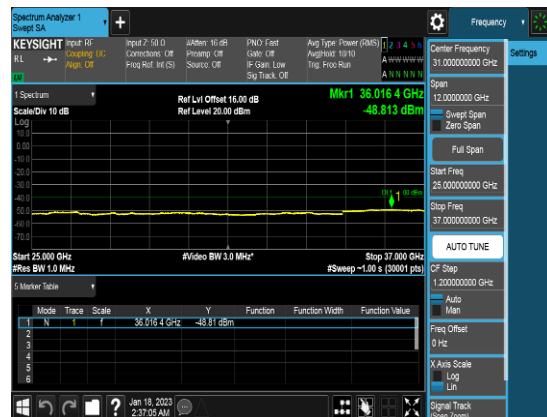 Spectrum Analyzer 1
Swept SA
+
Frequency
KEYSIGHT
Input: RF
Coupling: DC
Align: Off
Input Z: 50 Ω
Corrections: Off
Freq Ref: Int (S)
#Atten: 16 dB
Preamp: Off
Source: Off
PNO: Fast
Gate: Off
IF Gain: Low
Sig Track: Off
Avg Type: Power (RMS)
Avg|Hold: 10/10
Trig: Free Run
1 2 3 4 5 6
A W W W W W
A N N N N N
RL
LXI
1 Spectrum
Scale/Div 10 dB
Log
Ref Lvl Offset 16.00 dB
Ref Level 20.00 dBm
Mkr1 36.016 4 GHz
-48.813 dBm
10.0
0.00
-10.0
-20.0
-30.0
-40.0
-50.0
-60.0
-70.0
1
Start 25.000 GHz
#Res BW 1.0 MHz
#Video BW 3.0 MHz*
Stop 37.000 GHz
#Sweep ~1.00 s (30001 pts)
5 Marker Table
Mode Trace Scale X Y Function Function Width Function Value
1 N 1 f 36.016 4 GHz -48.81 dBm
2
3
4
5
6
Jan 18, 2023
2:37:05 AM
?
Center Frequency
31.000000000 GHz
Settings
Span
12.0000000 GHz
Swept Span
Zero Span
Full Span
Start Freq
25.000000000 GHz
Stop Freq
37.000000000 GHz
AUTO TUNE
CF Step
1.200000000 GHz
Auto
Man
Freq Offset
0 Hz
X Axis Scale
Log
Lin
Signal Track
(Span Zoom)